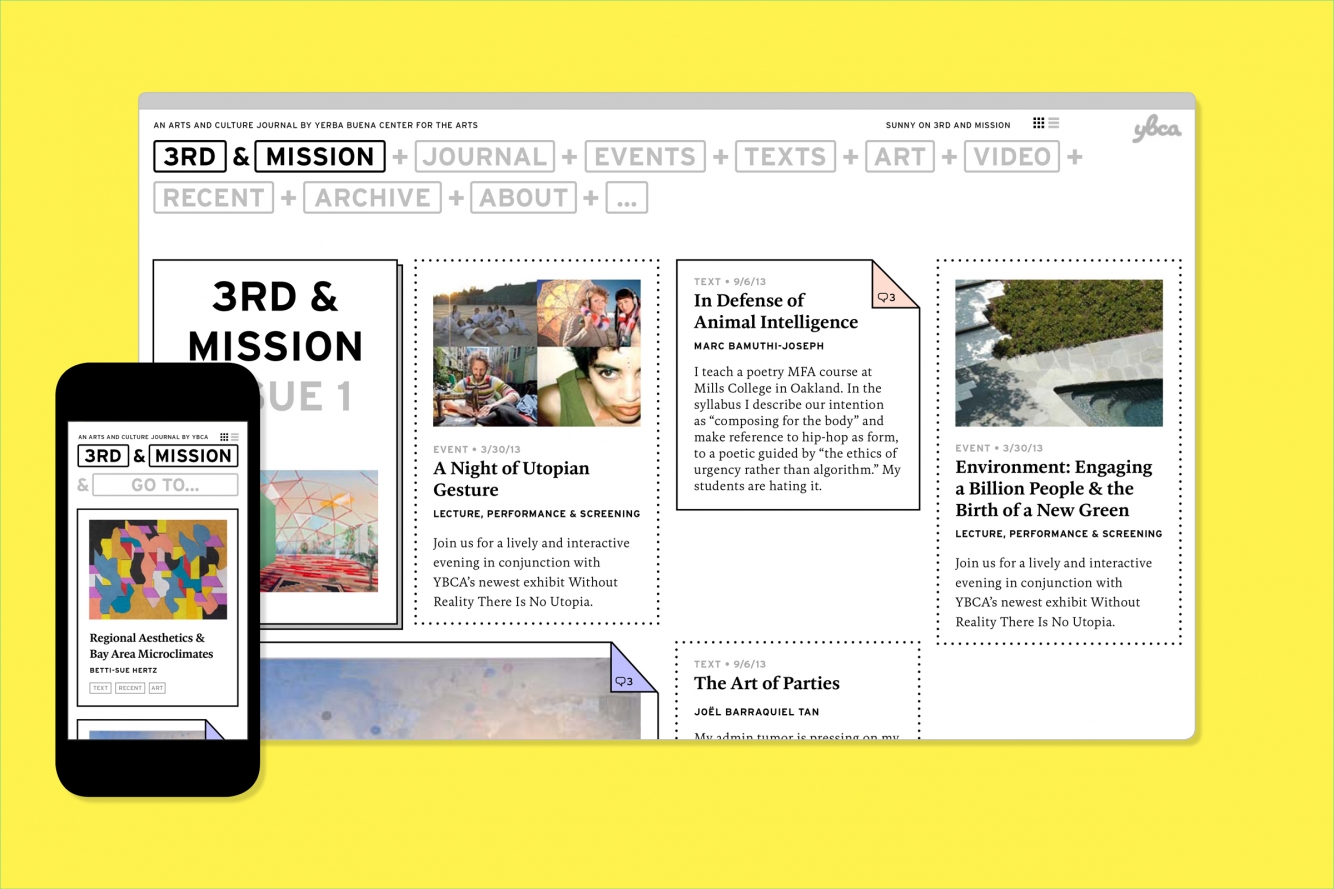 AN ARTS AND CULTURE JOURNAL BY YERBA BUENA CENTER FOR THE ARTS
SUNNY ON 3RD AND MISSION
ybca
3RD & MISSION + JOURNAL + EVENTS + TEXTS + ART + VIDEO +
RECENT + ARCHIVE + ABOUT + ...
3RD &
MISSION
SUE 1
EVENT • 3/30/13
A Night of Utopian
Gesture
LECTURE, PERFORMANCE & SCREENING
Join us for a lively and interactive
evening in conjunction with
YBCA's newest exhibit Without
Reality There Is No Utopia.
TEXT • 9/6/13
3
In Defense of
Animal Intelligence
MARC BAMUTHI-JOSEPH
I teach a poetry MFA course at
Mills College in Oakland. In the
syllabus I describe our intention
as “composing for the body” and
make reference to hip-hop as form,
to a poetic guided by “the ethics of
urgency rather than algorithm.” My
students are hating it.
EVENT • 3/30/13
Environment: Engaging
a Billion People & the
Birth of a New Green
LECTURE, PERFORMANCE & SCREENING
Join us for a lively and interactive
evening in conjunction with
YBCA's newest exhibit Without
Reality There Is No Utopia.
3
TEXT • 9/6/13
The Art of Parties
JOËL BARRAQUIEL TAN
My admin tumor is pressing on my
AN ARTS AND CULTURE JOURNAL BY YBCA
3RD & MISSION
& GO TO...
Regional Aesthetics &
Bay Area Microclimates
BETTI-SUE HERTZ
TEXT RECENT ART